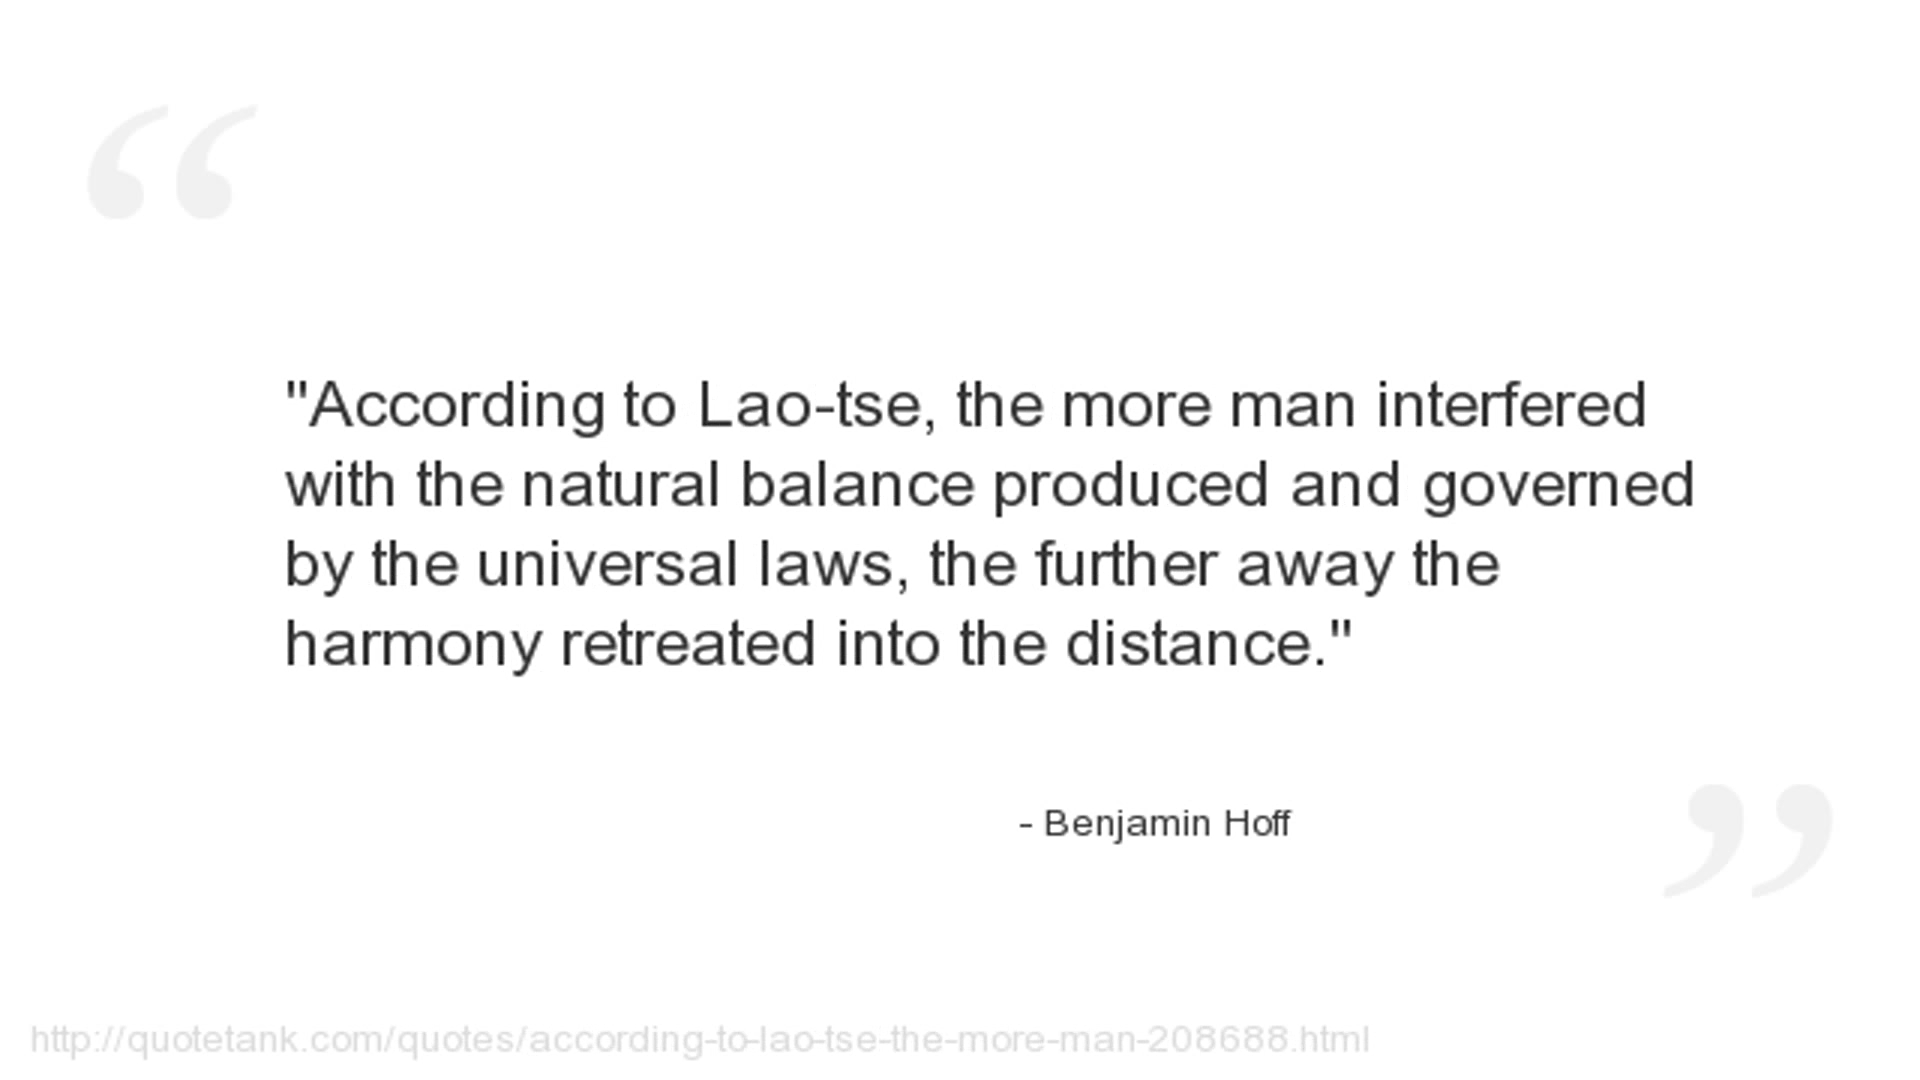 "According to Lao-tse, the more man interfered
with the natural balance produced and governed
by the universal laws, the further away the
harmony retreated into the distance."
- Benjamin Hoff
http://quotetank.com/quotes/according-to-lao-tse-the-more-man-208688.html